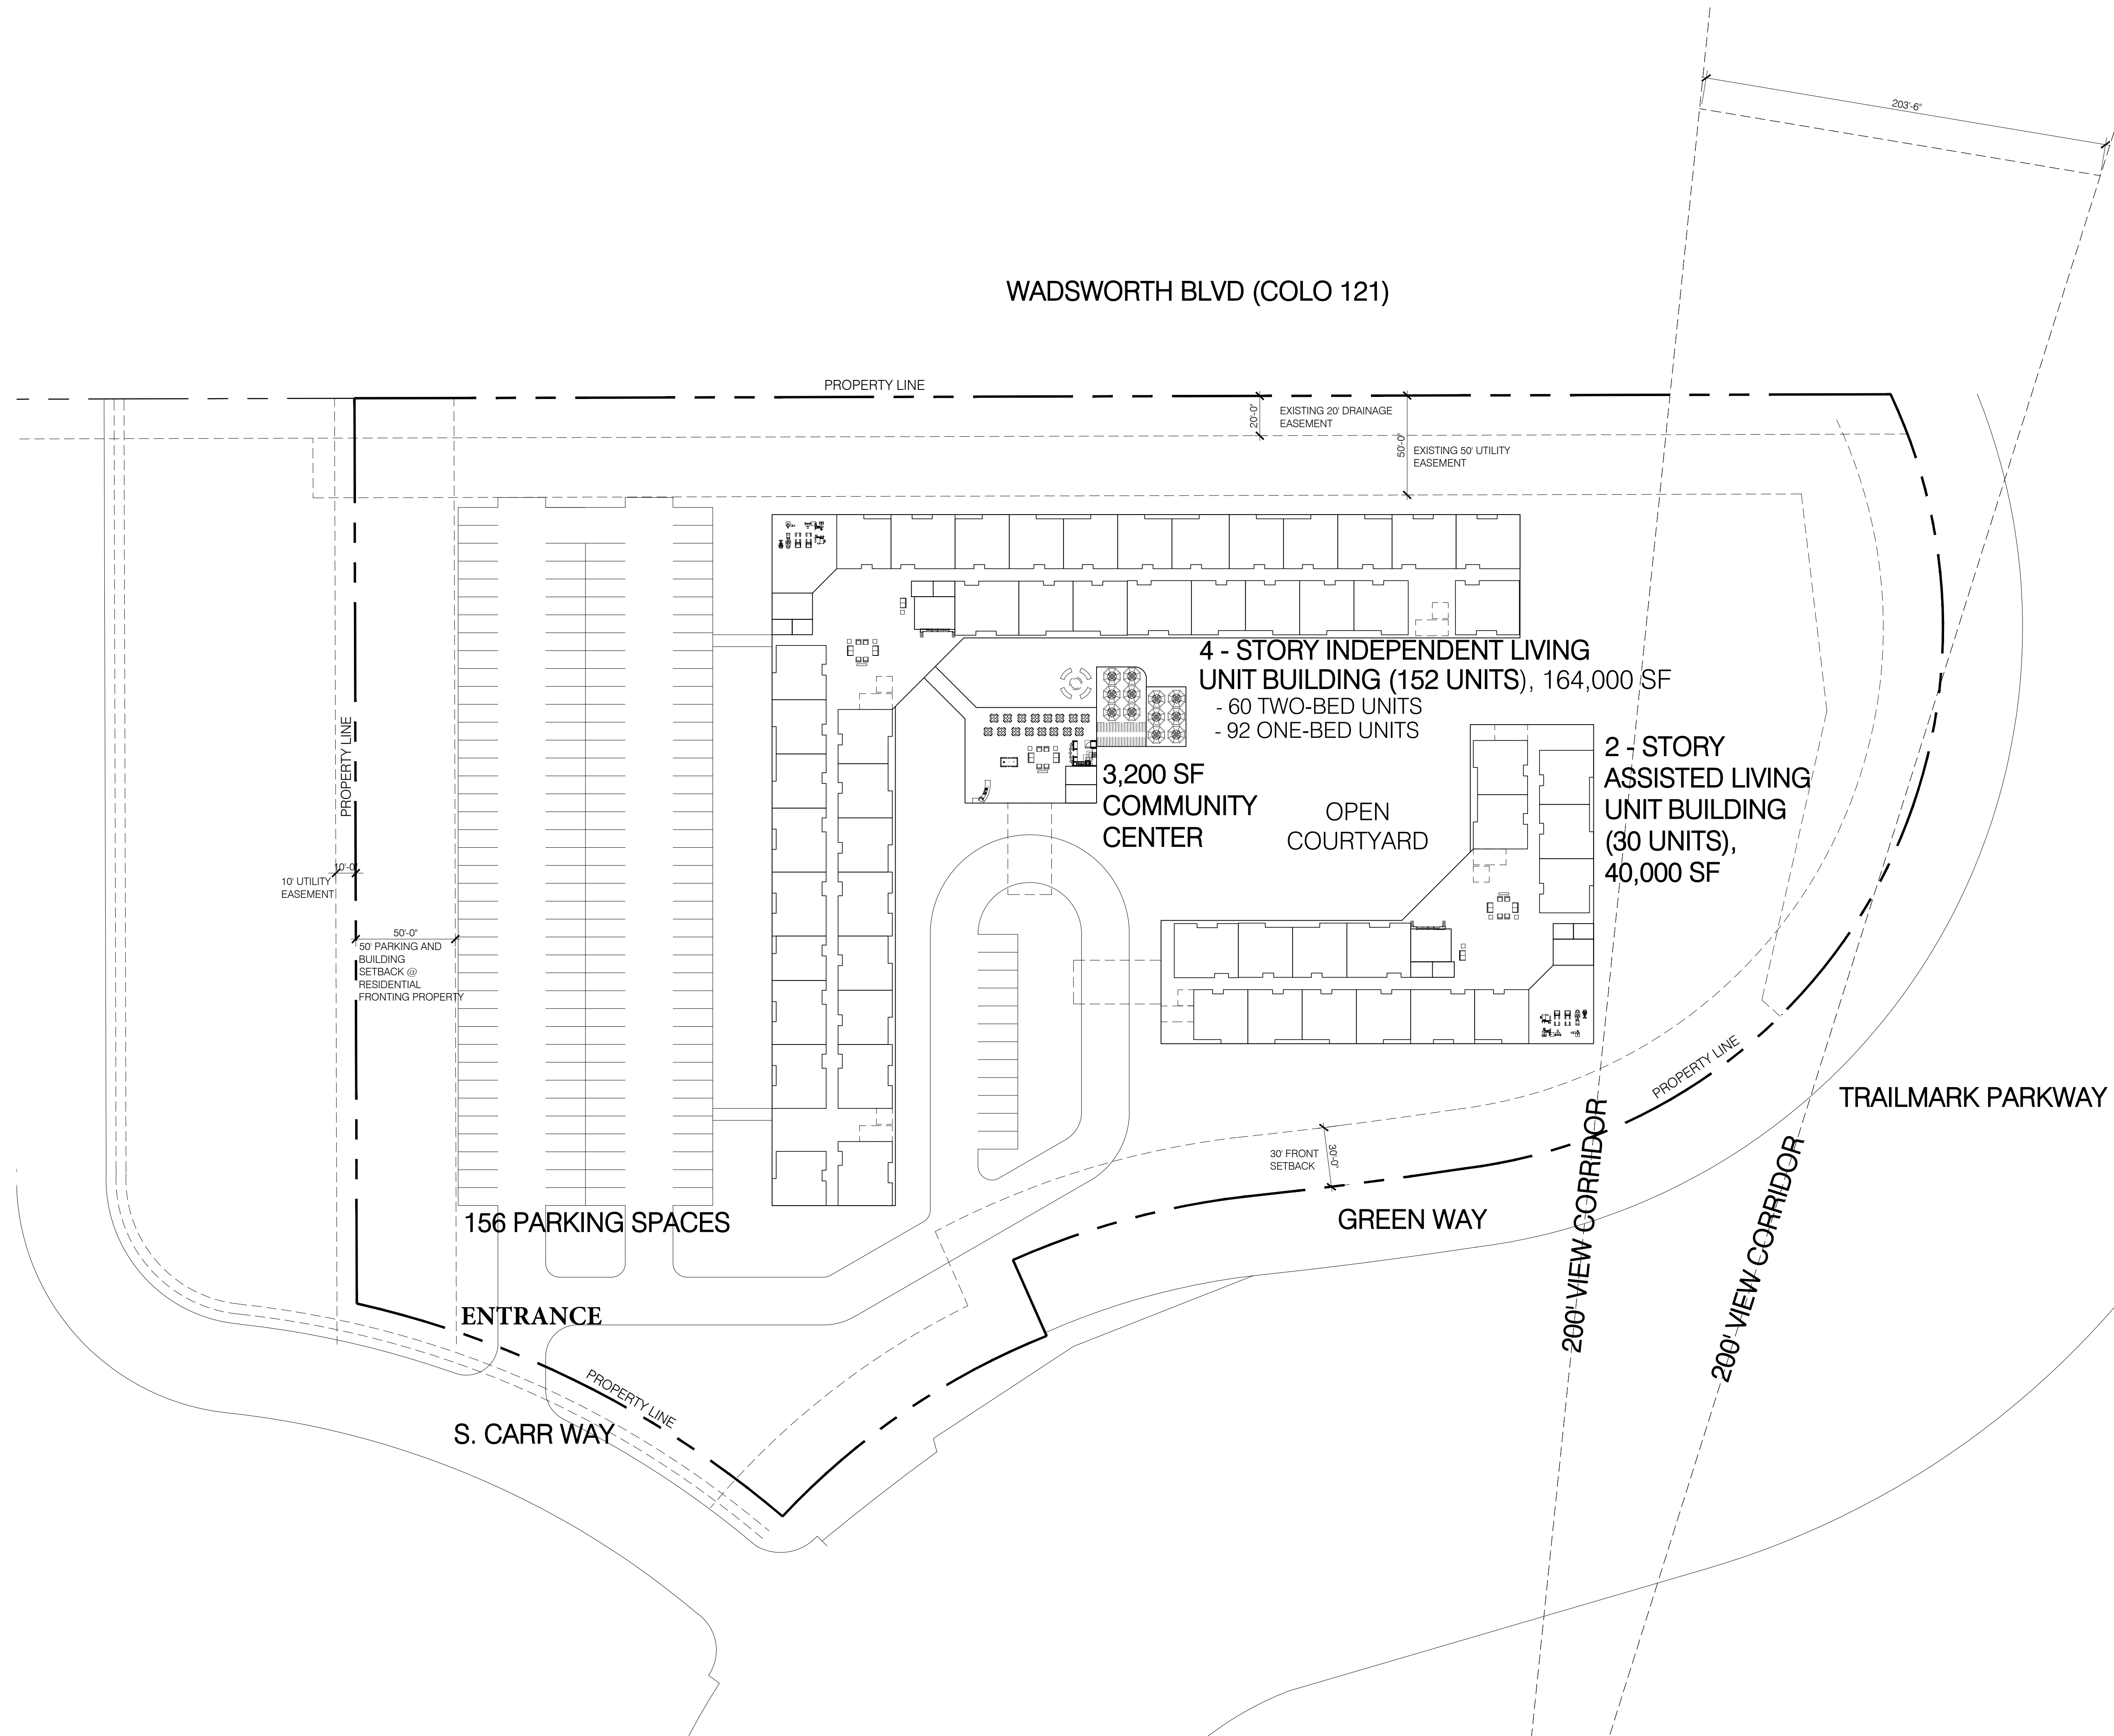 203'-6"
WADSWORTH BLVD (COLO 121)
PROPERTY LINE
20'-0"
EXISTING 20' DRAINAGE
EASEMENT
50'-0"
EXISTING 50' UTILITY
EASEMENT
4 - STORY INDEPENDENT LIVING
UNIT BUILDING (152 UNITS), 164,000 SF
- 60 TWO-BED UNITS
- 92 ONE-BED UNITS
PROPERTY LINE
3,200 SF
COMMUNITY
CENTER
OPEN
COURTYARD
2 - STORY
ASSISTED LIVING
UNIT BUILDING
(30 UNITS),
40,000 SF
10'-0"
10' UTILITY
EASEMENT
50'-0"
50' PARKING AND
BUILDING
SETBACK @
RESIDENTIAL
FRONTING PROPERTY
PROPERTY LINE
TRAILMARK PARKWAY
30' FRONT
SETBACK
30'-0"
156 PARKING SPACES
GREEN WAY
200' VIEW CORRIDOR
200' VIEW CORRIDOR
ENTRANCE
PROPERTY LINE
S. CARR WAY